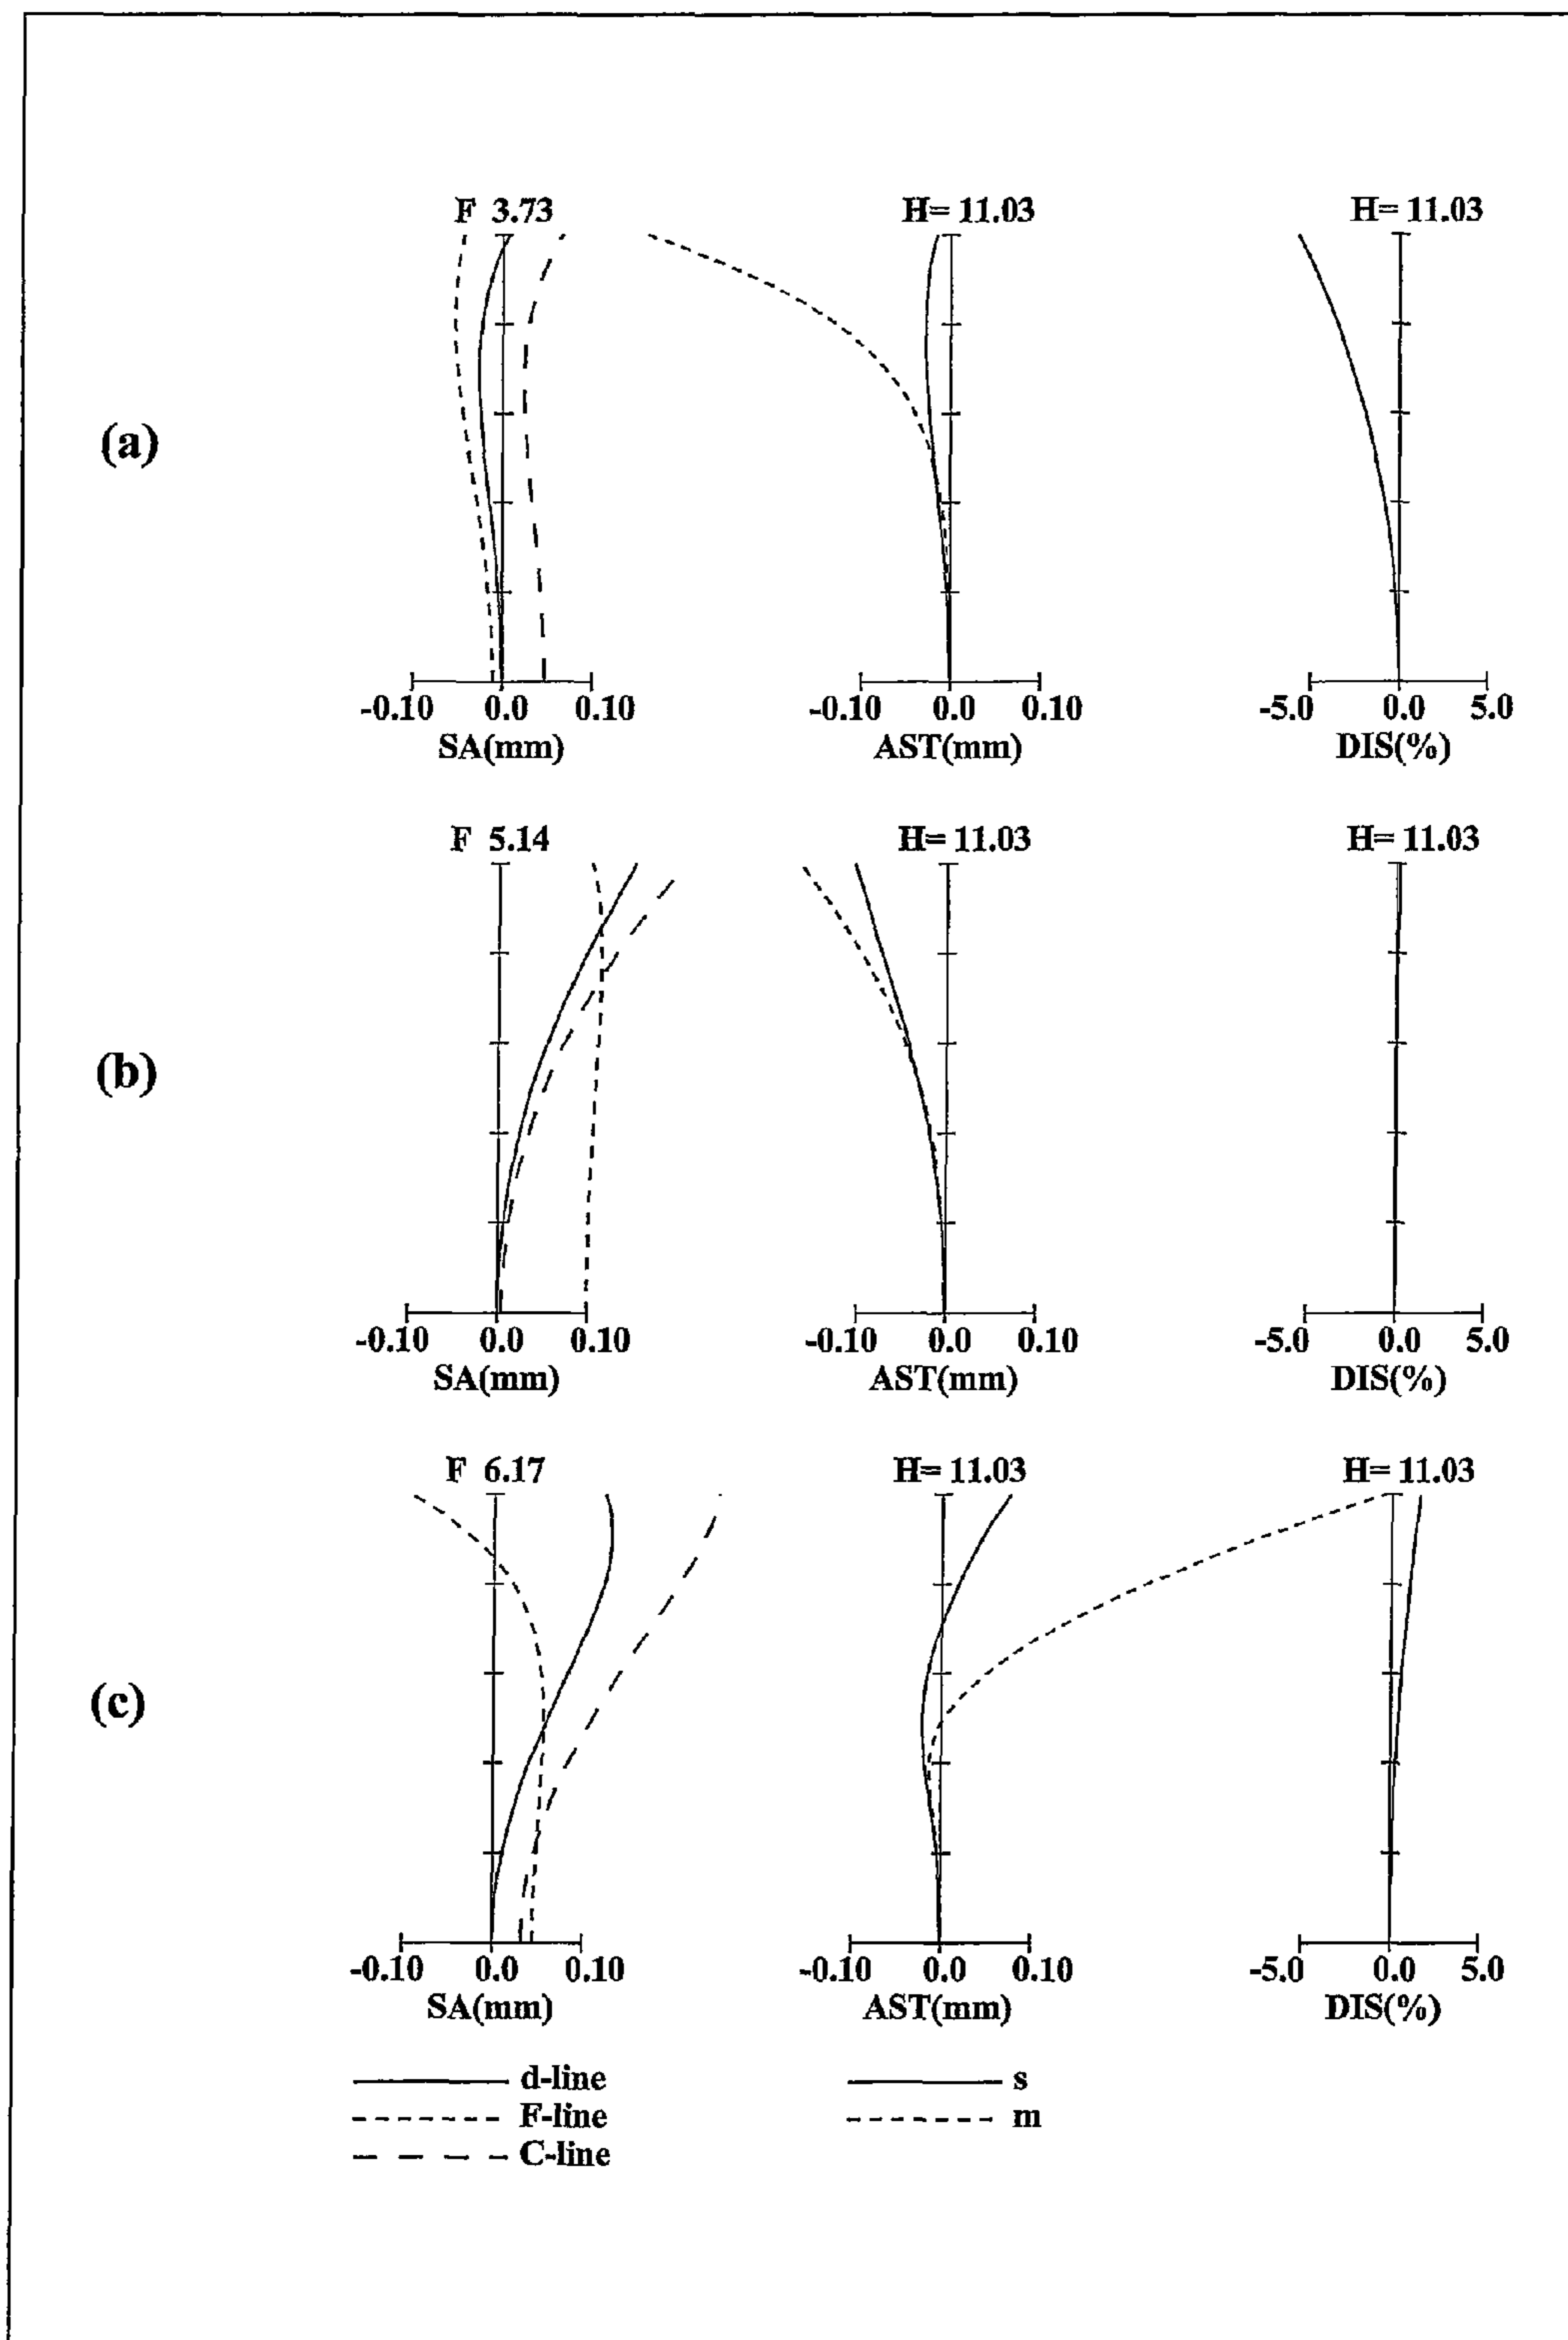 F 3.73 H= 11.03 H= 11.03
(a)
-0.10 0.0 0.10 -0.10 0.0 0.10 -5.0 0.0 5.0
SA(mm) AST(mm) DIS(%)
F 5.14 H= 11.03 H= 11.03
(b)
-0.10 0.0 0.10 -0.10 0.0 0.10 -5.0 0.0 5.0
SA(mm) AST(mm) DIS(%)
F 6.17 H= 11.03 H= 11.03
(c)
-0.10 0.0 0.10 -0.10 0.0 0.10 -5.0 0.0 5.0
SA(mm) AST(mm) DIS(%)
d-line s
F-line m
C-line